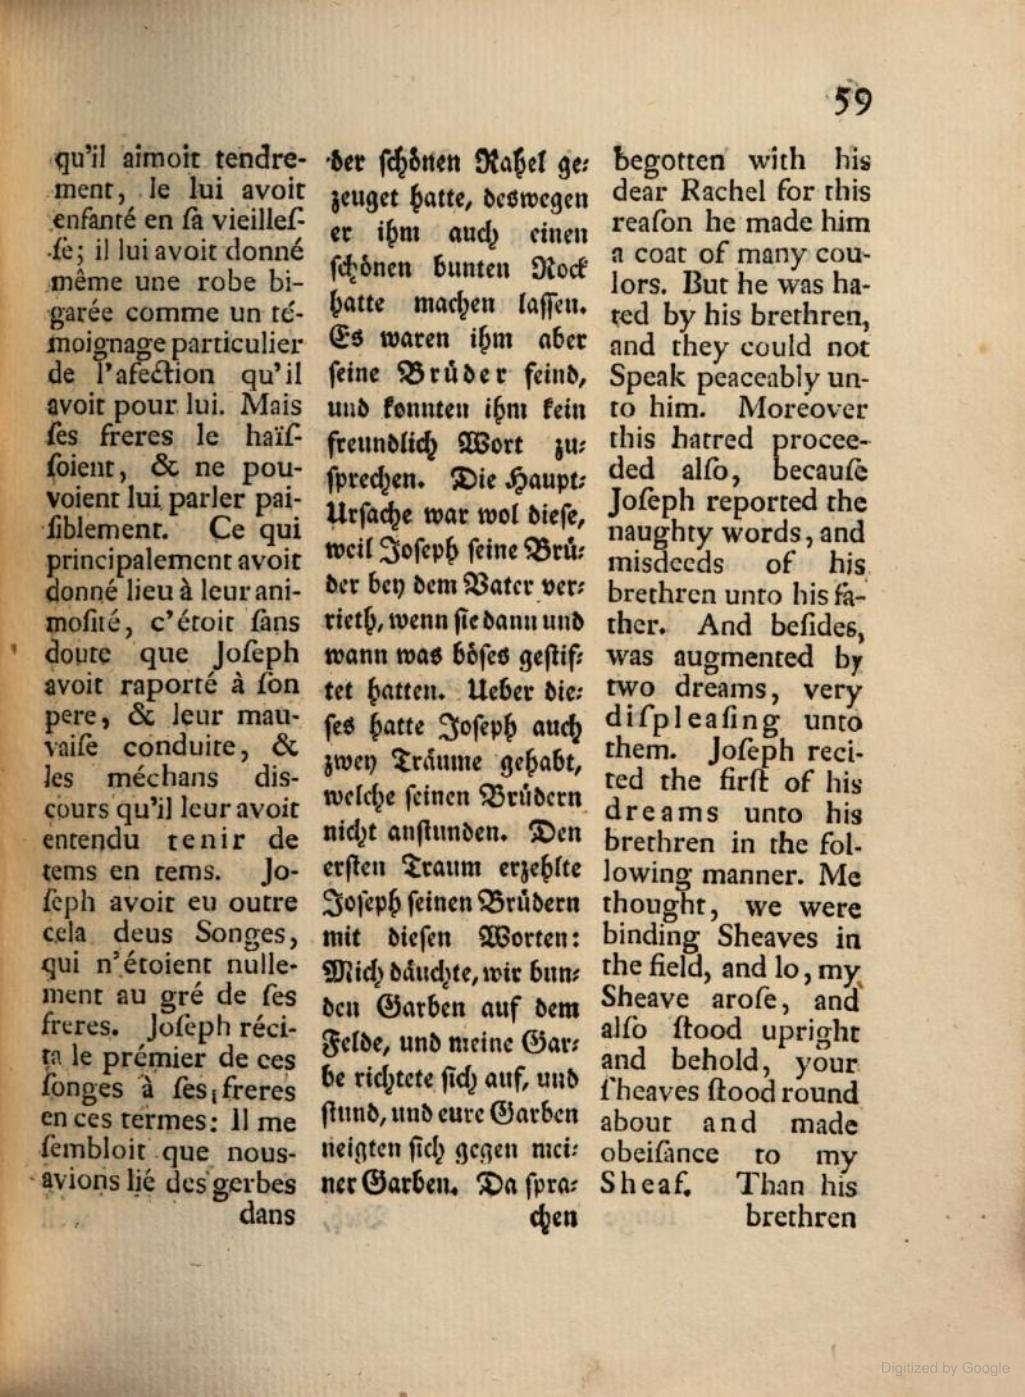 59
qu'il aimoit tendre-
ment, le lui avoit
enfanté en ſa vieilleſ-
ſe; il lui avoit donné
même une robe bi-
garée comme un té-
moignage particulier
de l'afection qu'il
avoit pour lui. Mais
ſes freres le haïſ-
ſoient, & ne pou-
voient lui parler pai-
ſiblement. Ce qui
principalement avoit
donné lieu à leur ani-
moſité, c'étoit ſans
doute que Joſeph
avoit raporté à ſon
pere, & leur mau-
vaiſe conduite, &
les méchans dis-
cours qu'il leur avoit
entendu tenir de
tems en tems. Jo-
ſeph avoit eu outre
cela deus Songes,
qui n'étoient nulle-
ment au gré de ſes
freres. Joſeph réci-
ta le prémier de ces
ſonges à ſes freres
en ces termes: Il me
ſembloit que nous-
avions lié des gerbes
dans
der ſchönen Rahel ge-
zeuget hatte, deswegen
er ihm auch einen
ſchönen bunten Rock
hatte machen laſſen.
Es waren ihm aber
ſeine Brüder feind,
und konnten ihm kein
freundlich Wort zu-
ſprechen. Die Haupt-
Urſache war wol dieſe,
weil Joſeph ſeine Brü-
der bey dem Vater ver-
rieth, wenn ſie dann und
wann was böſes geſtif-
tet hatten. Ueber die-
ſes hatte Joſeph auch
zwey Träume gehabt,
welche ſeinen Brüdern
nicht anſtunden. Den
erſten Traum erzehlte
Joſeph ſeinen Brüdern
mit dieſen Worten:
Mich däuchte, wir bun-
den Garben auf dem
Felde, und meine Gar-
be richtete ſich auf, und
ſtund, und eure Garben
neigten ſich gegen mei-
ner Garben. Da ſpra-
chen
begotten with his
dear Rachel for this
reaſon he made him
a coat of many cou-
lors. But he was ha-
ted by his brethren,
and they could not
Speak peaceably un-
to him. Moreover
this hatred procee-
ded alſo, becauſe
Joſeph reported the
naughty words, and
misdeeds of his
brethren unto his fa-
ther. And beſides,
was augmented by
two dreams, very
diſpleaſing unto
them. Joſeph reci-
ted the firſt of his
dreams unto his
brethren in the fol-
lowing manner. Me
thought, we were
binding Sheaves in
the field, and lo, my
Sheave aroſe, and
alſo ſtood upright
and behold, your
ſheaves ſtood round
about and made
obeiſance to my
Sheaf. Than his
brethren
Digitized by Google